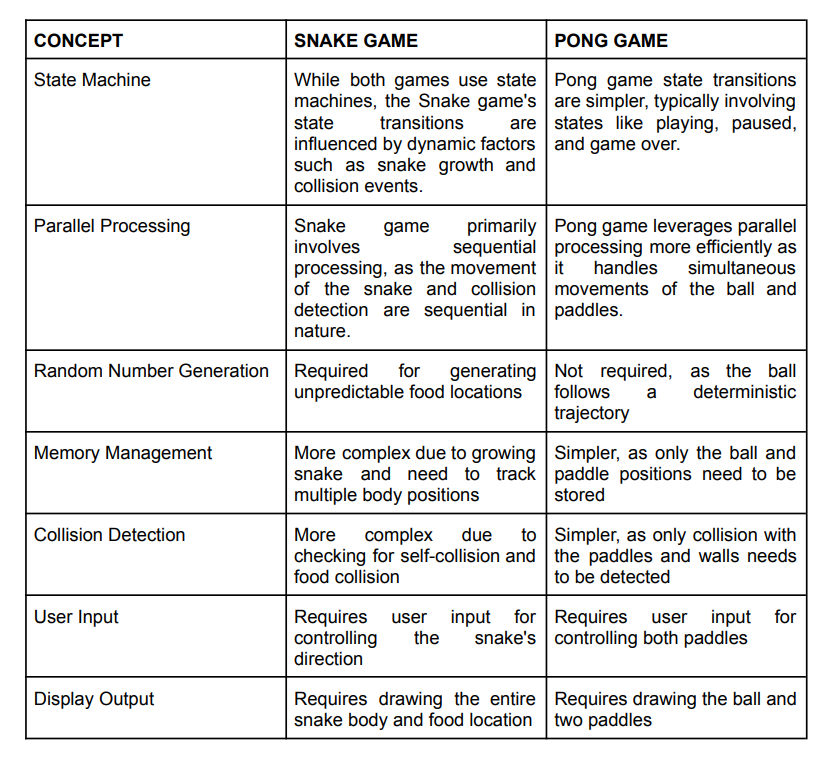 CONCEPT
SNAKE GAME
PONG GAME
State Machine
While both games use state
machines, the Snake game's
state transitions are
influenced by dynamic factors
such as snake growth and
collision events.
Pong game state transitions
are simpler, typically involving
states like playing, paused,
and game over.
Parallel Processing
Snake game primarily
involves sequential
processing, as the movement
of the snake and collision
detection are sequential in
nature.
Pong game leverages parallel
processing more efficiently as
it handles simultaneous
movements of the ball and
paddles.
Random Number Generation
Required for generating
unpredictable food locations
Not required, as the ball
follows a deterministic
trajectory
Memory Management
More complex due to growing
snake and need to track
multiple body positions
Simpler, as only the ball and
paddle positions need to be
stored
Collision Detection
More complex due to
checking for self-collision and
food collision
Simpler, as only collision with
the paddles and walls needs
to be detected
User Input
Requires user input for
controlling the snake's
direction
Requires user input for
controlling both paddles
Display Output
Requires drawing the entire
snake body and food location
Requires drawing the ball and
two paddles